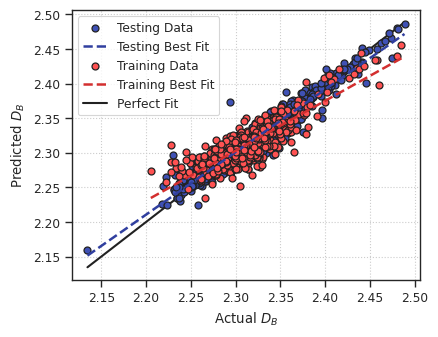 2.50
2.45
2.40
2.35
2.30
2.25
2.20
2.15
Predicted D_B
Testing Data
Testing Best Fit
Training Data
Training Best Fit
Perfect Fit
2.15 2.20 2.25 2.30 2.35 2.40 2.45 2.50
Actual D_B